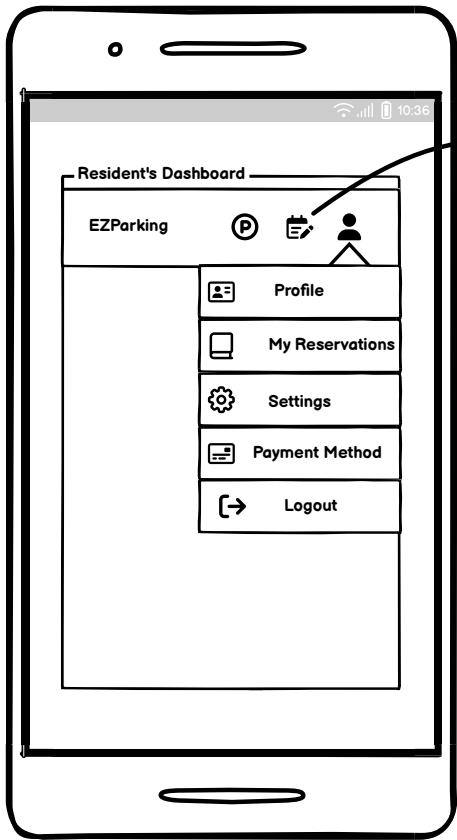 10:36
Resident's Dashboard
EZParking
P
Profile
My Reservations
Settings
Payment Method
Logout